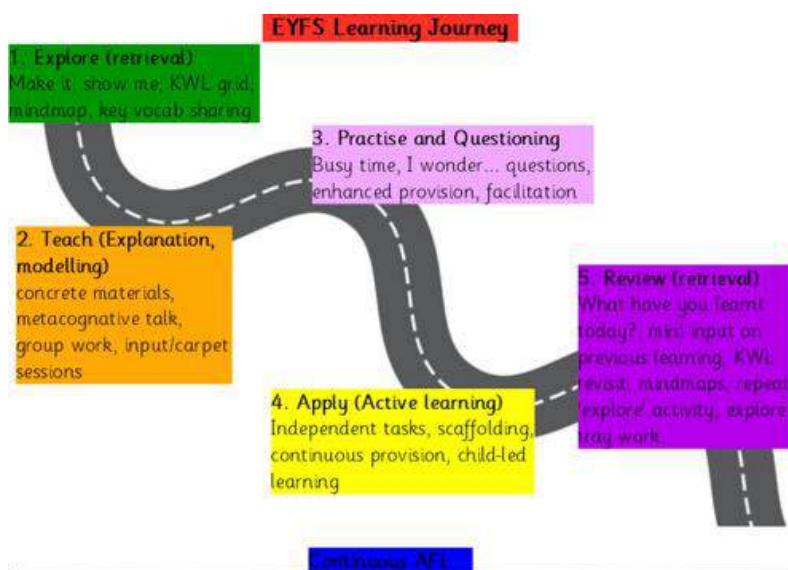 EYFS Learning Journey
1. Explore (retrieval)
Make it, show me; KWL grid;
mindmap, key vocab sharing
3. Practise and Questioning
Busy time, I wonder... questions,
enhanced provision, facilitation
2. Teach (Explanation,
modelling)
concrete materials,
metacognative talk,
group work, input/carpet
sessions
5. Review (retrieval)
What have you learnt
today?, mini input on
previous learning, KWL
revisit, mindmaps, repeat
'explore' activity, explore
tray work
4. Apply (Active learning)
Independent tasks, scaffolding,
continuous provision, child-led
learning
Continuous AFL